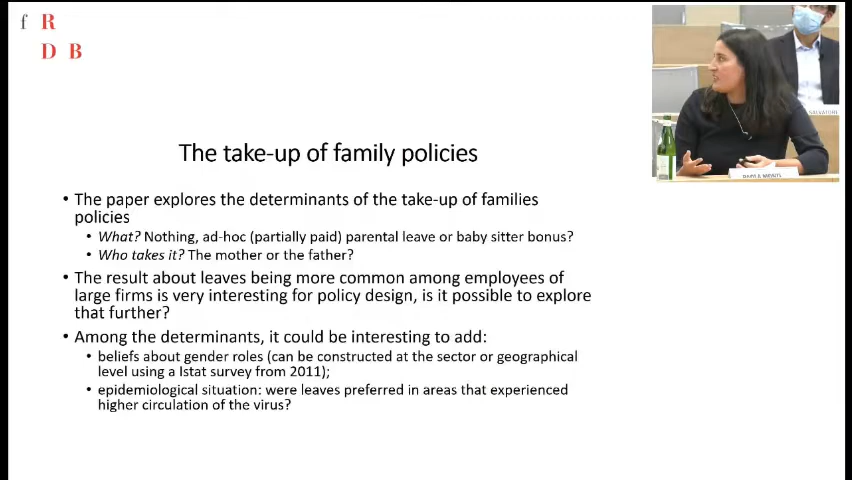 f R
D B
The take-up of family policies
• The paper explores the determinants of the take-up of families
policies
• What? Nothing, ad-hoc (partially paid) parental leave or baby sitter bonus?
• Who takes it? The mother or the father?
• The result about leaves being more common among employees of
large firms is very interesting for policy design, is it possible to explore
that further?
• Among the determinants, it could be interesting to add:
• beliefs about gender roles (can be constructed at the sector or geographical
level using a Istat survey from 2011);
• epidemiological situation: were leaves preferred in areas that experienced
higher circulation of the virus?